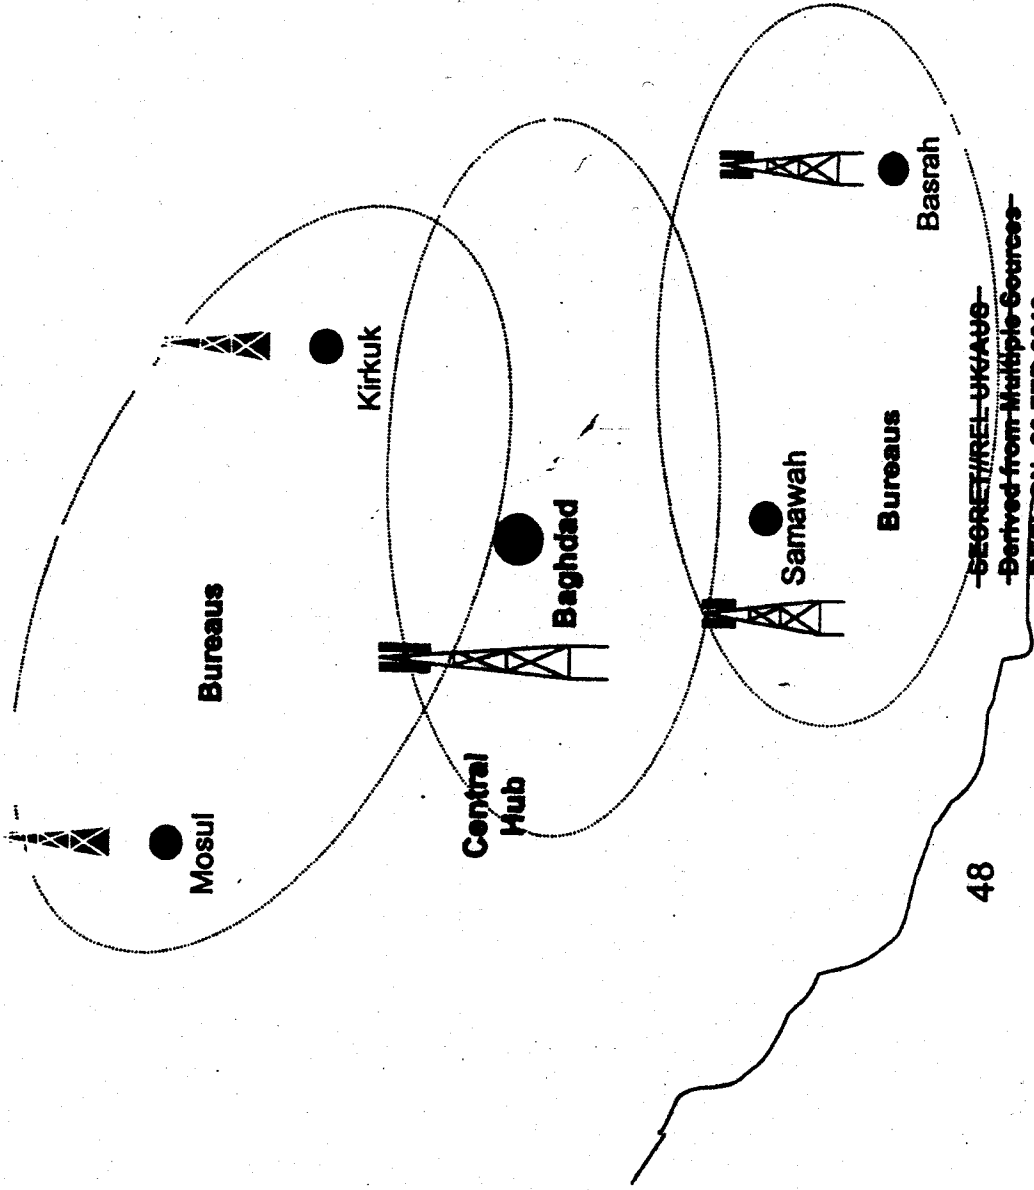 Mosul
Bureaus
Kirkuk
Central
Hub
Baghdad
Samawah
Bureaus
Basrah
SECRET//REL UK/AUS
Derived from Multiple Sources
48